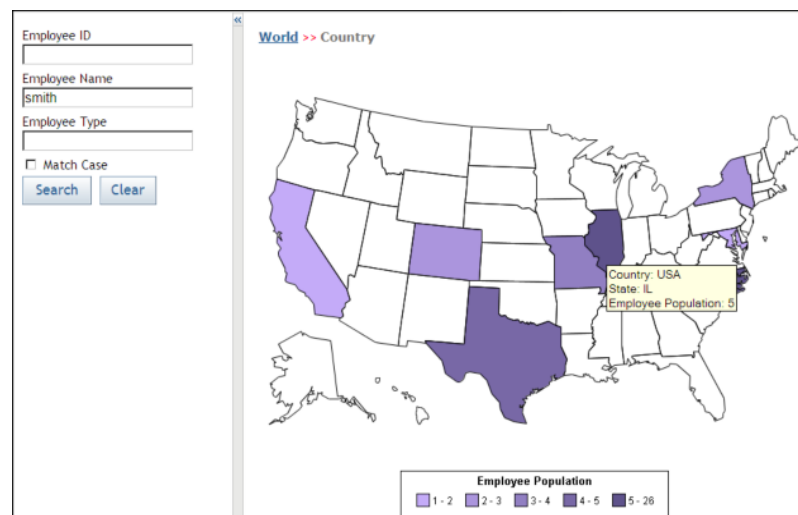 Employee ID
Employee Name
smith
Employee Type
Match Case
Search Clear
«
World >> Country
Country: USA
State: IL
Employee Population: 5
Employee Population
1 - 2 2 - 3 3 - 4 4 - 5 5 - 26